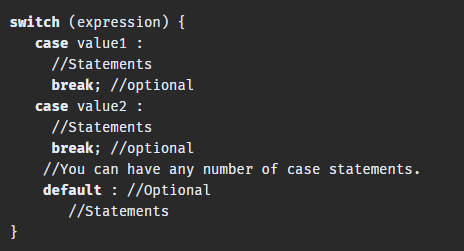 switch (expression) {
   case value1 :
     //Statements
     break; //optional
   case value2 :
     //Statements
     break; //optional
    //You can have any number of case statements.
    default : //Optional
       //Statements
}